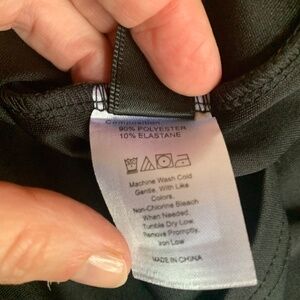 Composition
90% POLYESTER
10% ELASTANE
Machine Wash Cold
Gentle, With Like
Colors.
Non-Chlorine Bleach
When Needed.
Tumble Dry Low.
Remove Promptly.
Iron Low
MADE IN CHINA